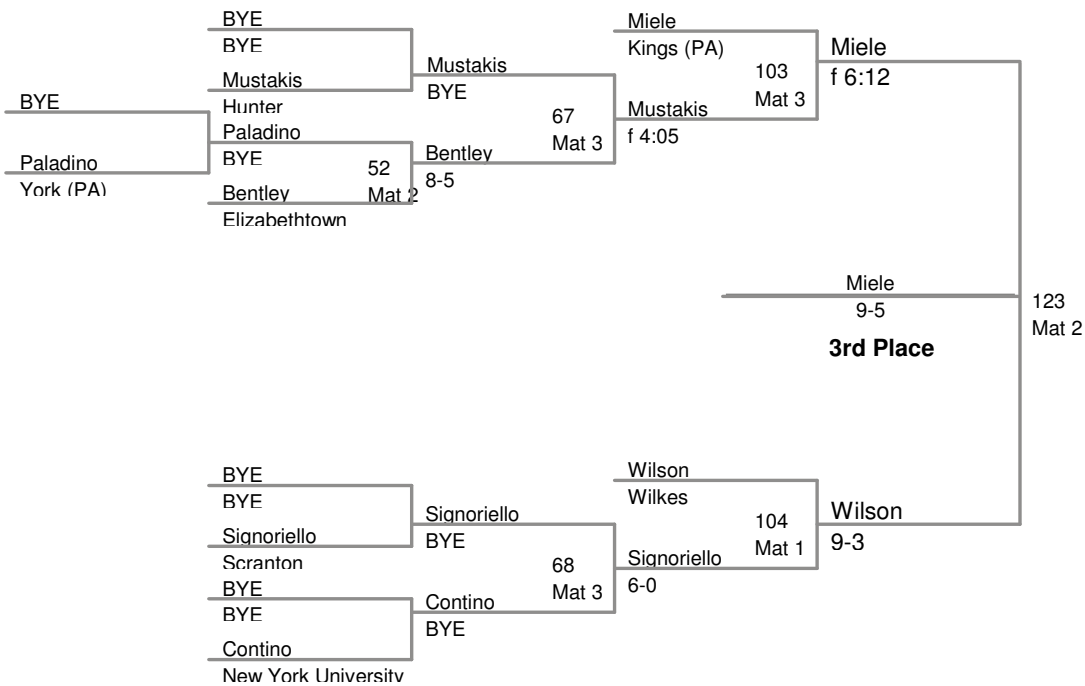 BYE
BYE
Mustakis
Hunter
BYE
Paladino
York (PA)
Paladino
BYE
52
Mat 2
Bentley
Elizabethtown
Mustakis
BYE
67
Mat 3
Bentley
8-5
Miele
Kings (PA)
103
Mat 3
Mustakis
f 4:05
Miele
f 6:12
Miele
9-5
3rd Place
123
Mat 2
BYE
BYE
Signoriello
Scranton
BYE
BYE
Contino
New York University
Signoriello
BYE
68
Mat 3
Contino
BYE
Wilson
Wilkes
104
Mat 1
Signoriello
6-0
Wilson
9-3